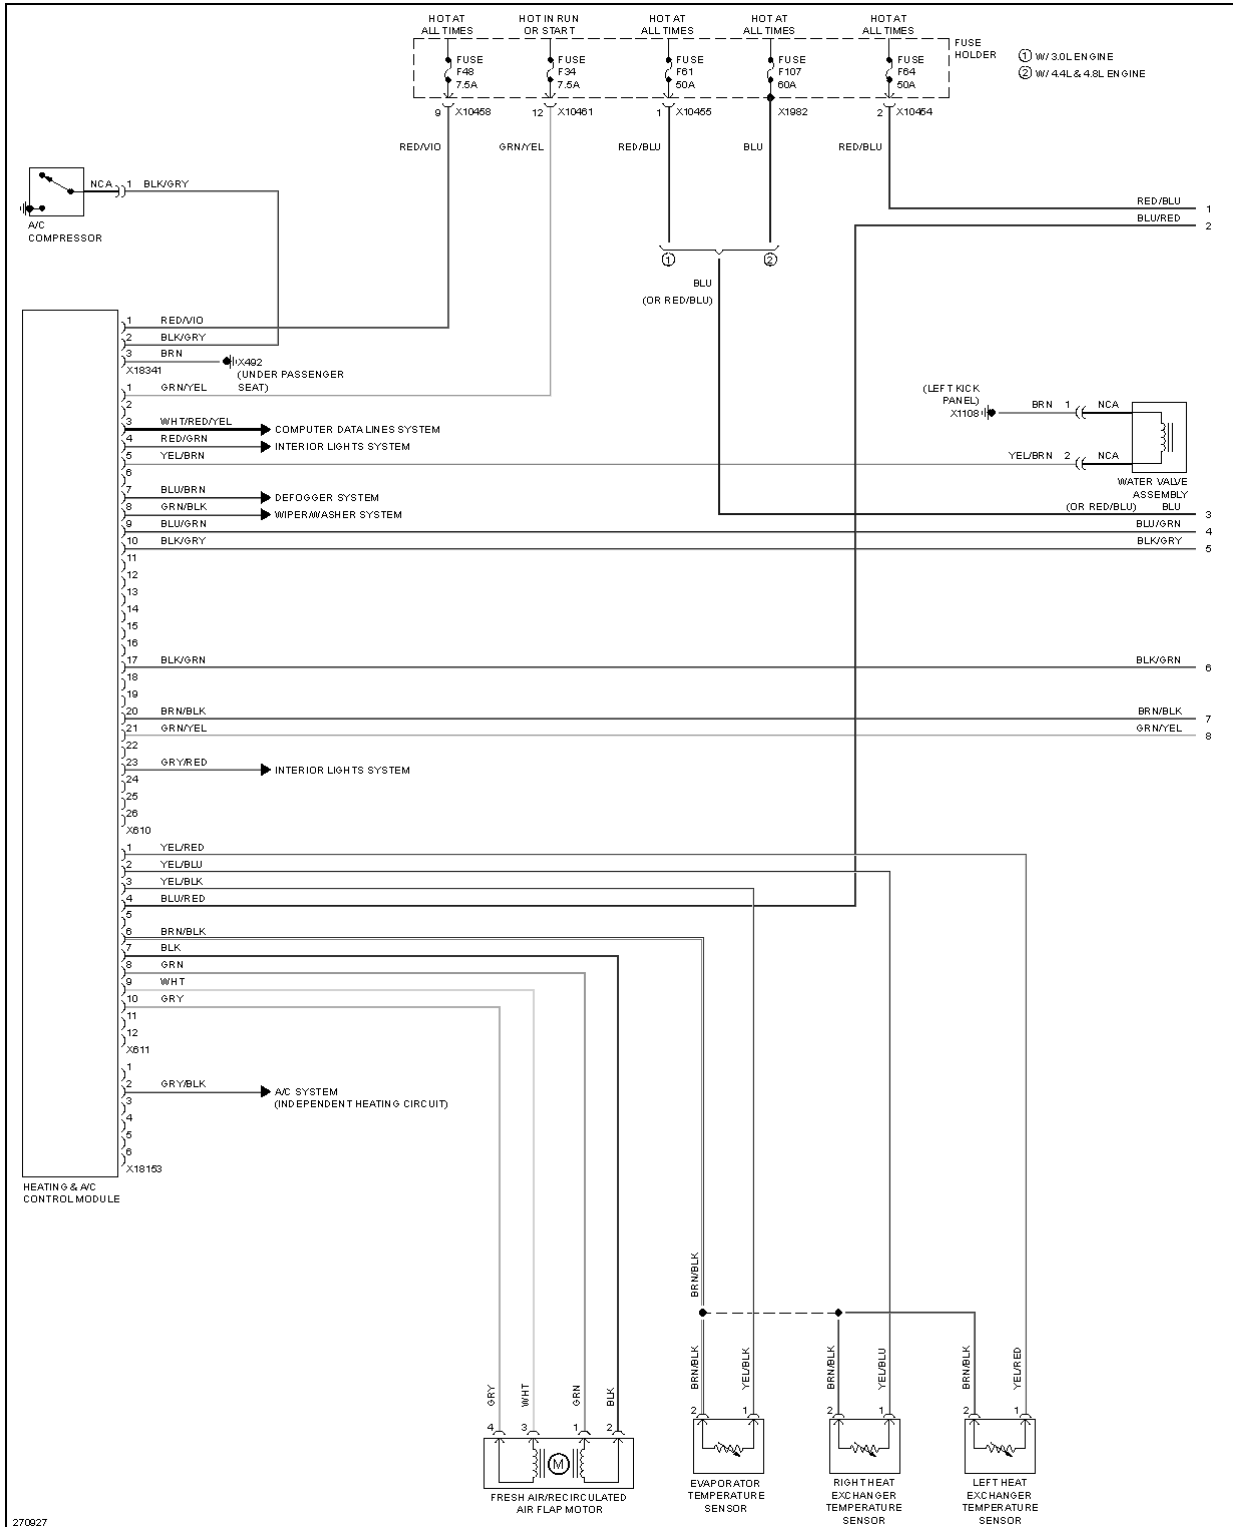 HOT AT
ALL TIMES
HOT IN RUN
OR START
HOT AT
ALL TIMES
HOT AT
ALL TIMES
HOT AT
ALL TIMES
FUSE
F48
7.5A
FUSE
F34
7.5A
FUSE
F61
50A
FUSE
F107
60A
FUSE
F64
50A
FUSE
HOLDER
1 W/ 3.0L ENGINE
2 W/ 4.4L & 4.8L ENGINE
9 X10458
12 X10461
1 X10455
X1982
2 X10464
RED/VIO
GRN/YEL
RED/BLU
BLU
RED/BLU
NCA 1 BLK/GRY
A/C
COMPRESSOR
RED/BLU 1
BLU/RED 2
1
2
BLU
(OR RED/BLU)
1 RED/VIO
2 BLK/GRY
3 BRN
X18341
X492
(UNDER PASSENGER
SEAT)
1 GRN/YEL
2
3 WHT/RED/YEL COMPUTER DATA LINES SYSTEM
4 RED/GRN INTERIOR LIGHTS SYSTEM
5 YEL/BRN
6
7 BLU/BRN DEFOGGER SYSTEM
8 GRN/BLK WIPER/WASHER SYSTEM
9 BLU/GRN
10 BLK/GRY
11
12
13
14
15
16
17 BLK/GRN
18
19
20 BRN/BLK
21 GRN/YEL
22
23 GRY/RED INTERIOR LIGHTS SYSTEM
24
25
26
X610
(LEFT KICK
PANEL)
X1108
BRN 1 NCA
YEL/BRN 2 NCA
WATER VALVE
ASSEMBLY
(OR RED/BLU) BLU 3
BLU/GRN 4
BLK/GRY 5
BLK/GRN 6
BRN/BLK 7
GRN/YEL 8
1 YEL/RED
2 YEL/BLU
3 YEL/BLK
4 BLU/RED
5
6 BRN/BLK
7 BLK
8 GRN
9 WHT
10 GRY
11
12
X611
1
2 GRY/BLK A/C SYSTEM
(INDEPENDENT HEATING CIRCUIT)
3
4
5
6
X18153
HEATING & A/C
CONTROL MODULE
BRN/BLK
GRY
WHT
GRN
BLK
BRN/BLK
YEL/BLK
BRN/BLK
YEL/BLU
BRN/BLK
YEL/RED
4 3 1 2
2 1
2 1
2 1
M
FRESH AIR/RECIRCULATED
AIR FLAP MOTOR
EVAPORATOR
TEMPERATURE
SENSOR
RIGHT HEAT
EXCHANGER
TEMPERATURE
SENSOR
LEFT HEAT
EXCHANGER
TEMPERATURE
SENSOR
270927